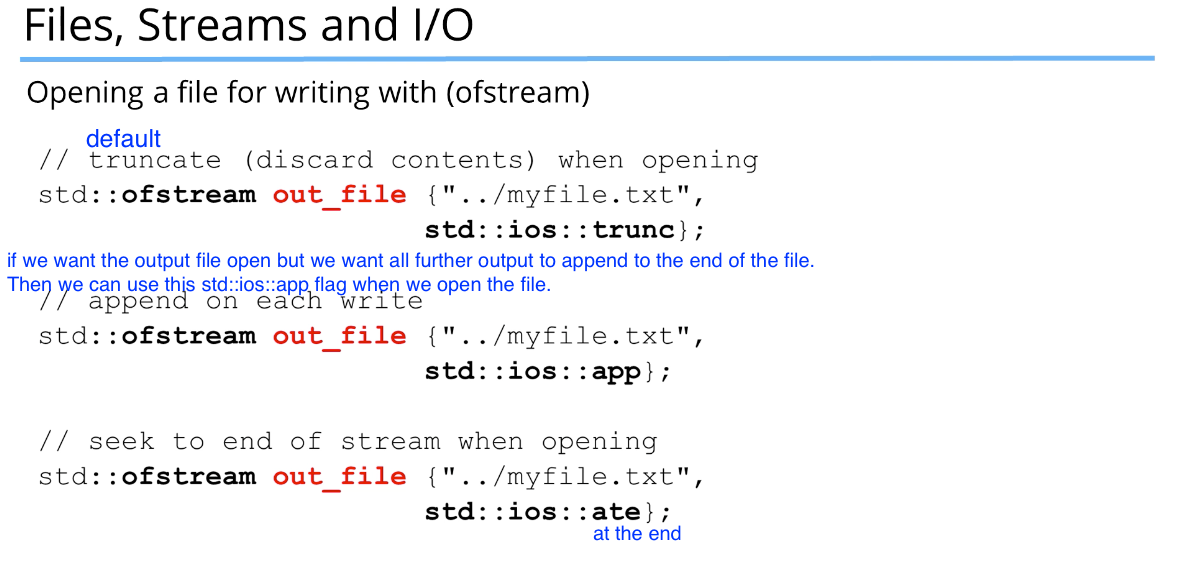 Files, Streams and I/O
Opening a file for writing with (ofstream)
default
// truncate (discard contents) when opening
std::ofstream out_file {"../myfile.txt",
std::ios::trunc};
if we want the output file open but we want all further output to append to the end of the file.
Then we can use this std::ios::app flag when we open the file.
// append on each write
std::ofstream out_file {"../myfile.txt",
std::ios::app};
// seek to end of stream when opening
std::ofstream out_file {"../myfile.txt",
std::ios::ate};
at the end